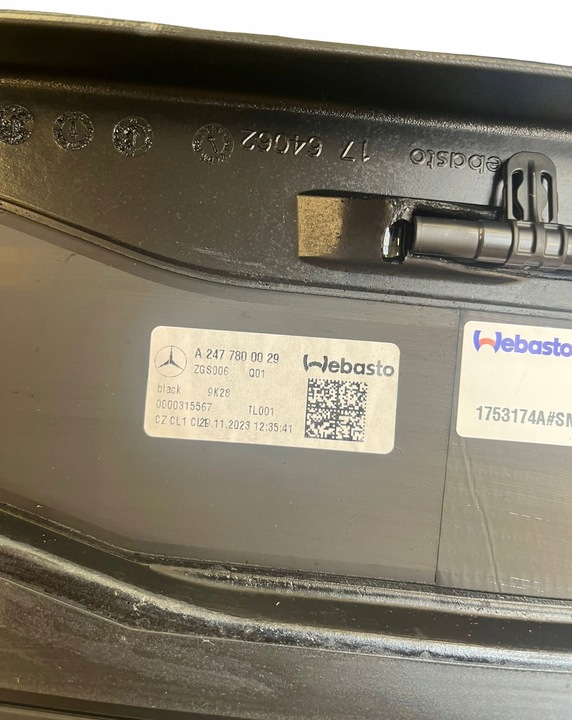 ebasto 17 64062
A 247 780 00 29
ZGS006 Q01
Webasto
black 9K28
0000315567 TL001
CZ CL1 29.11.2023 12:35:41
Webasto
1753174A#SN